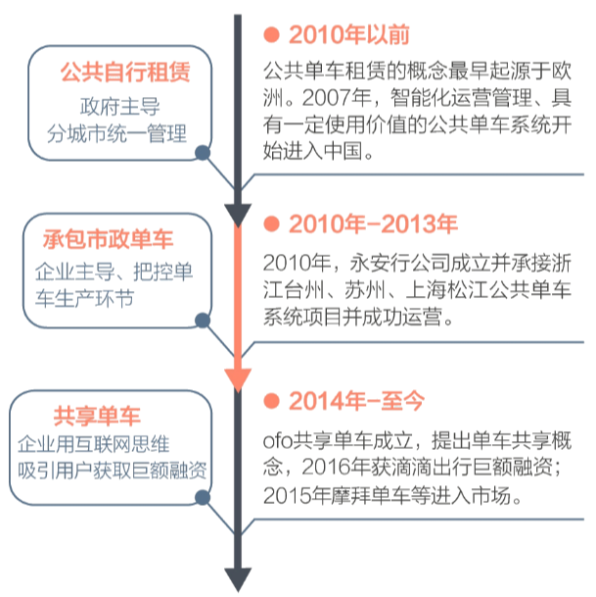 2010年以前
公共自行租赁
政府主导
分城市统一管理
公共单车租赁的概念最早起源于欧
洲。2007年，智能化运营管理、具
有一定使用价值的公共单车系统开
始进入中国。
2010年-2013年
承包市政单车
企业主导、把控单
车生产环节
2010年，永安行公司成立并承接浙
江台州、苏州、上海松江公共单车
系统项目并成功运营。
2014年-至今
共享单车
企业用互联网思维
吸引用户获取巨额融资
ofo共享单车成立，提出单车共享概
念，2016年获滴滴出行巨额融资；
2015年摩拜单车等进入市场。